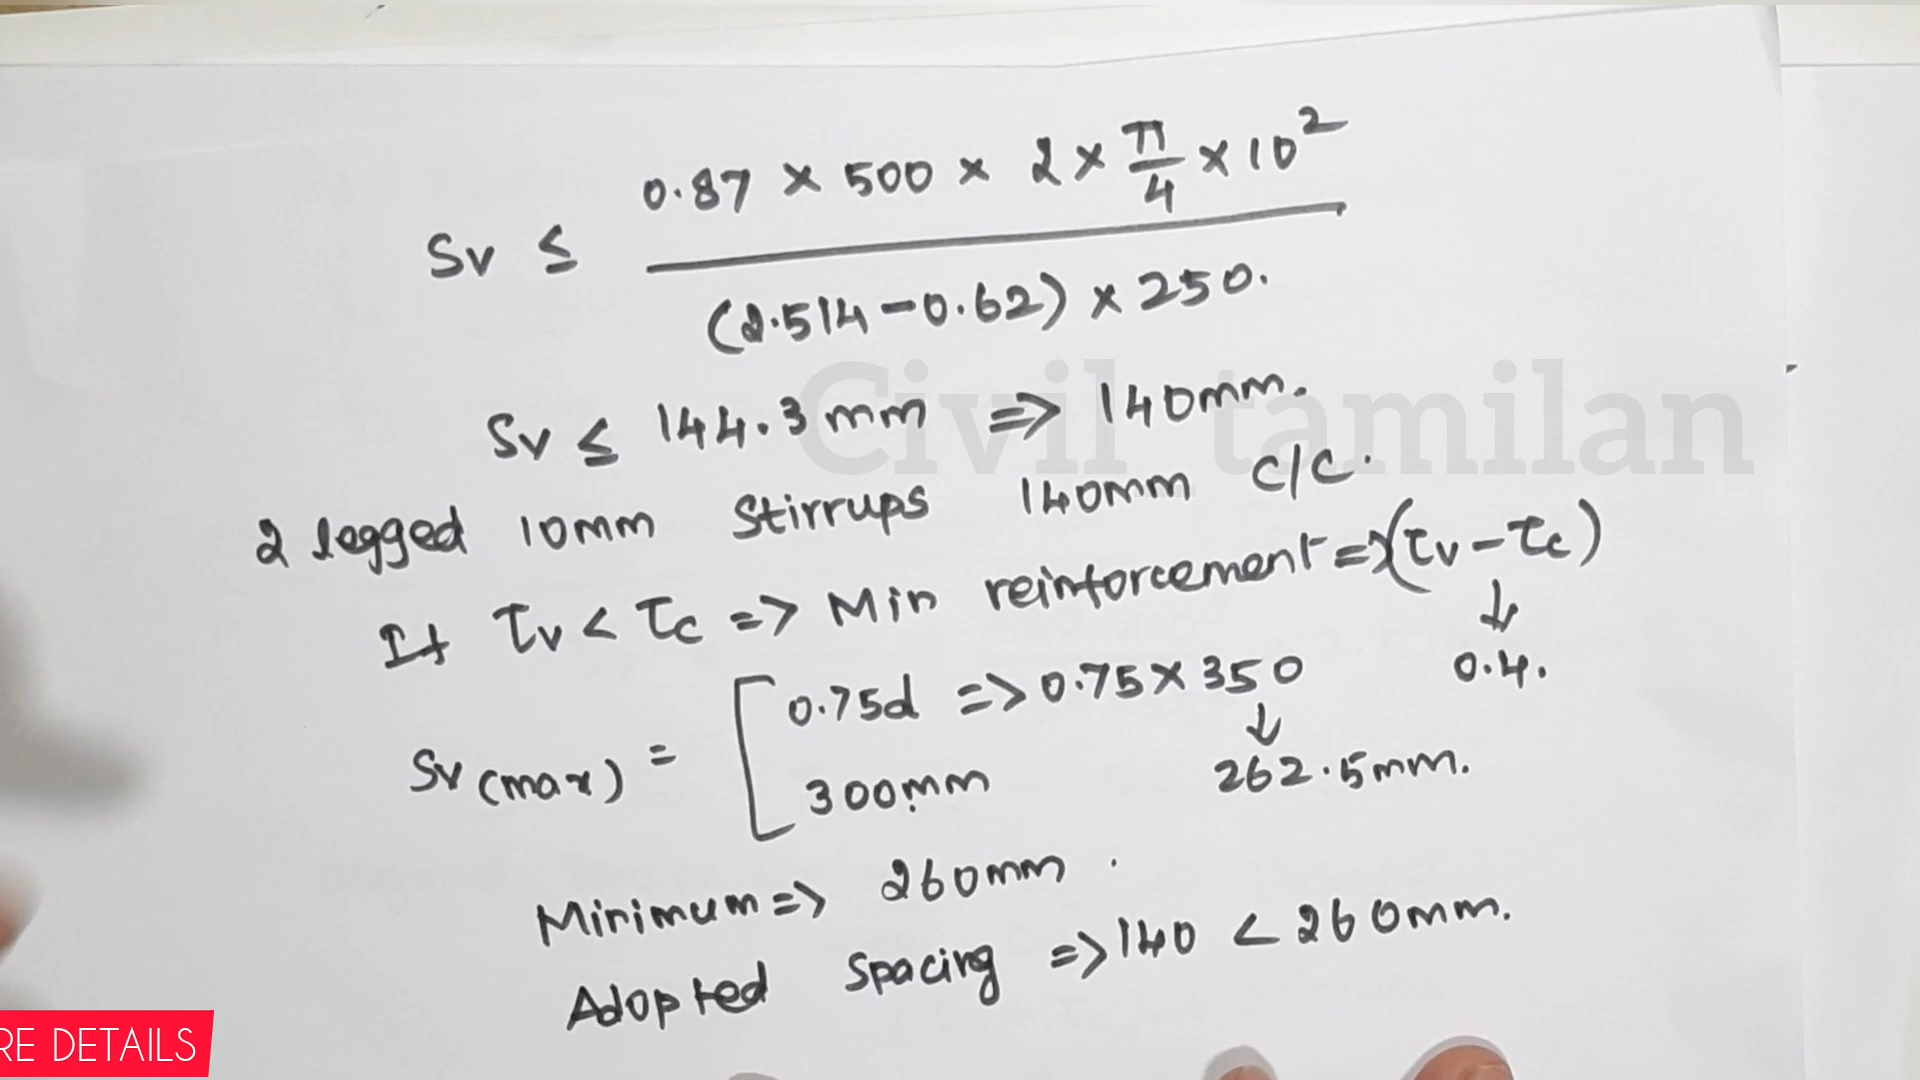 Sv ≤ 0.87 × 500 × 2 × π/4 × 10²
(2.514 - 0.62) × 250.
Sv ≤ 144.3mm => 140mm.
2 legged 10mm Stirrups 140mm c/c.
If τv < τc => Min reinforcement => (τv - τc)
↓
0.4.
Sv (max) = [ 0.75d => 0.75 × 350
↓
300mm 262.5mm.
Minimum => 260mm.
Adopted Spacing => 140 < 260mm.
Civil tamilan
RE DETAILS